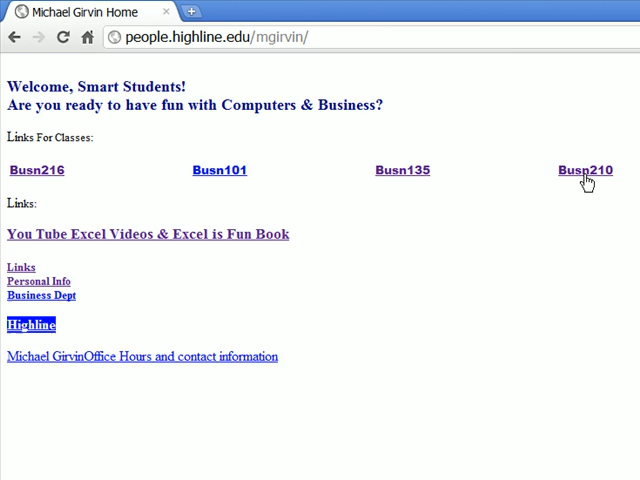 Michael Girvin Home
people.highline.edu/mgirvin/
Welcome, Smart Students!
Are you ready to have fun with Computers & Business?
Links For Classes:
Busn216 Busn101 Busn135 Busn210
Links:
You Tube Excel Videos & Excel is Fun Book
Links
Personal Info
Business Dept
Highline
Michael GirvinOffice Hours and contact information